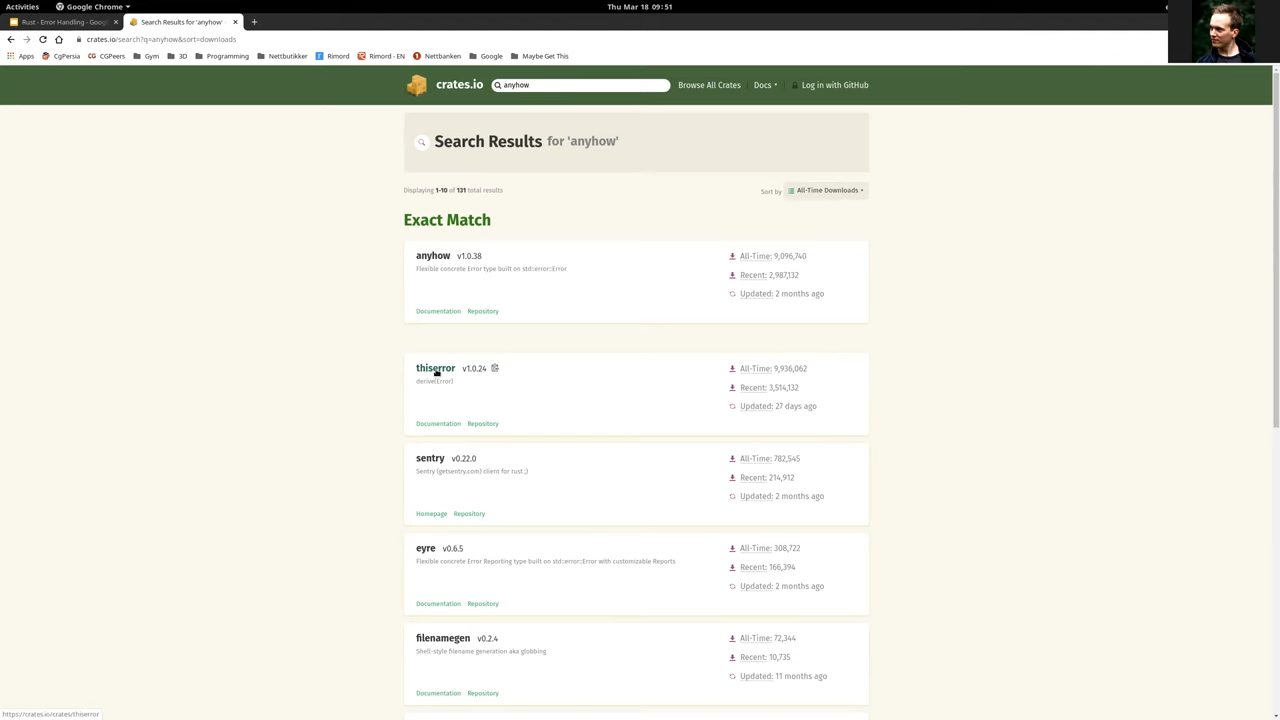 Activities
Google Chrome
Thu Mar 18 09:51
Rust - Error Handling - Goog
Search Results for 'anyhow'
crates.io/search?q=anyhow&sort=downloads
Apps CgPersia CGPeers Gym 3D Programming Nettbutikker Rimord Rimord - EN Nettbanken Google Maybe Get This
crates.io
anyhow
Browse All Crates | Docs | Log in with GitHub
Search Results for 'anyhow'
Displaying 1-10 of 131 total results
Sort by All-Time Downloads
Exact Match
anyhow v1.0.38
Flexible concrete Error type built on std::error::Error
All-Time: 9,096,740
Recent: 2,987,132
Updated: 2 months ago
Documentation Repository
thiserror v1.0.24
derive(Error)
All-Time: 9,936,062
Recent: 3,514,132
Updated: 27 days ago
Documentation Repository
sentry v0.22.0
Sentry (getsentry.com) client for rust ;)
All-Time: 782,545
Recent: 214,912
Updated: 2 months ago
Homepage Repository
eyre v0.6.5
Flexible concrete Error Reporting type built on std::error::Error with customizable Reports
All-Time: 308,722
Recent: 166,394
Updated: 2 months ago
Documentation Repository
filenamegen v0.2.4
Shell-style filename generation aka globbing
All-Time: 72,344
Recent: 10,735
Updated: 11 months ago
Documentation Repository
https://crates.io/crates/thiserror